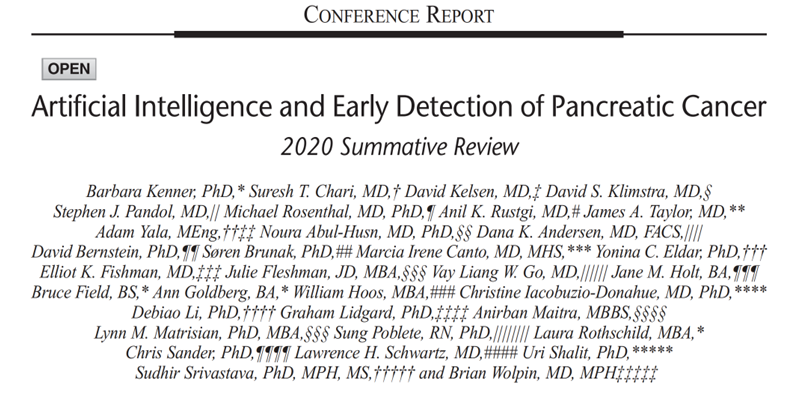 CONFERENCE REPORT
OPEN
Artificial Intelligence and Early Detection of Pancreatic Cancer
2020 Summative Review
Barbara Kenner, PhD,* Suresh T. Chari, MD,† David Kelsen, MD,‡ David S. Klimstra, MD,§
Stephen J. Pandol, MD,|| Michael Rosenthal, MD, PhD,¶ Anil K. Rustgi, MD,# James A. Taylor, MD,**
Adam Yala, MEng,††‡‡ Noura Abul-Husn, MD, PhD,§§ Dana K. Andersen, MD, FACS,||||
David Bernstein, PhD,¶¶ Søren Brunak, PhD,## Marcia Irene Canto, MD, MHS,*** Yonina C. Eldar, PhD,†††
Elliot K. Fishman, MD,‡‡‡ Julie Fleshman, JD, MBA,§§§ Vay Liang W. Go, MD,|||||| Jane M. Holt, BA,¶¶¶
Bruce Field, BS,* Ann Goldberg, BA,* William Hoos, MBA,### Christine Iacobuzio-Donahue, MD, PhD,****
Debiao Li, PhD,†††† Graham Lidgard, PhD,‡‡‡‡ Anirban Maitra, MBBS,§§§§
Lynn M. Matrisian, PhD, MBA,§§§ Sung Poblete, RN, PhD,|||||||| Laura Rothschild, MBA,*
Chris Sander, PhD,¶¶¶¶ Lawrence H. Schwartz, MD,#### Uri Shalit, PhD,*****
Sudhir Srivastava, PhD, MPH, MS,††††† and Brian Wolpin, MD, MPH‡‡‡‡‡